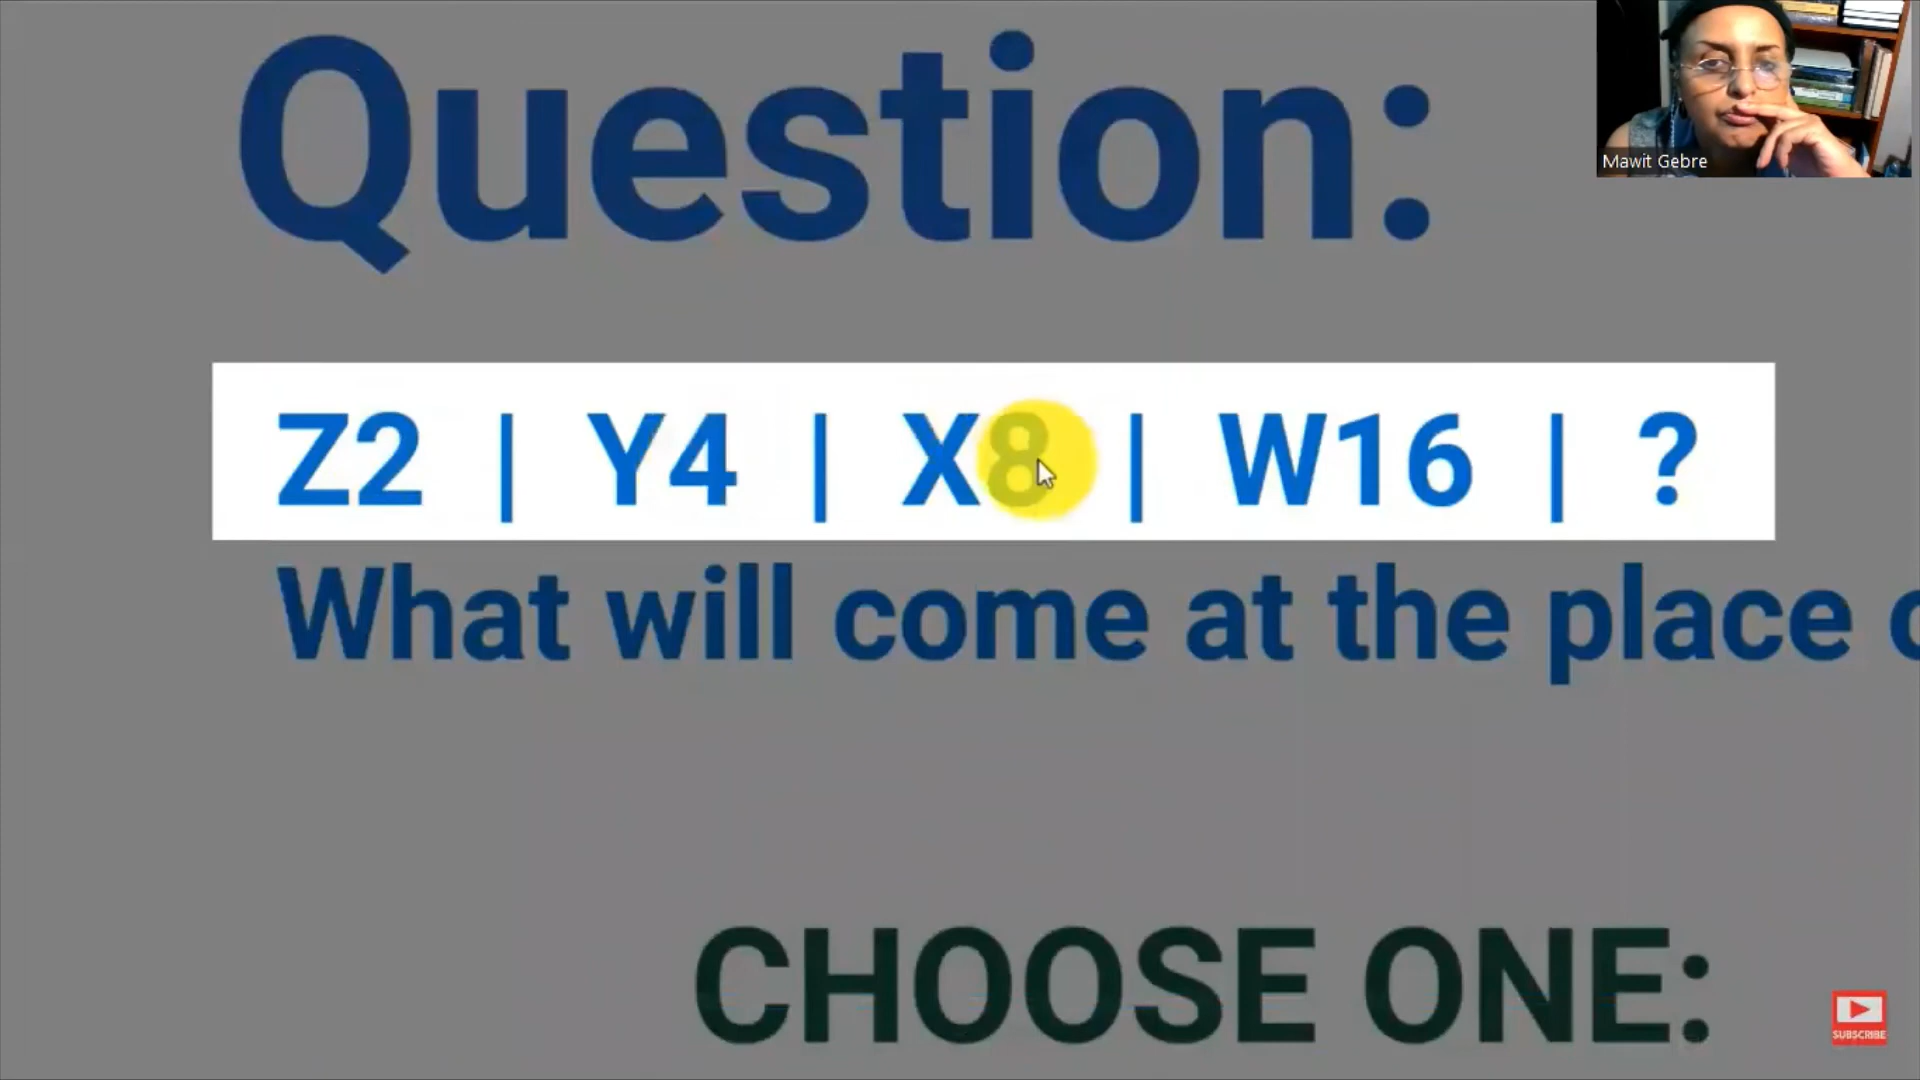 Question:
Mawit Gebre
Z2 | Y4 | X8 | W16 | ?
What will come at the place
CHOOSE ONE:
SUBSCRIBE